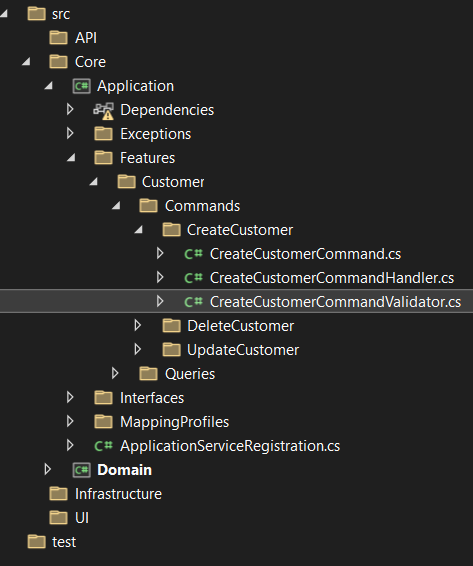 src
API
Core
C# Application
Dependencies
Exceptions
Features
Customer
Commands
CreateCustomer
C# CreateCustomerCommand.cs
C# CreateCustomerCommandHandler.cs
C# CreateCustomerCommandValidator.cs
DeleteCustomer
UpdateCustomer
Queries
Interfaces
MappingProfiles
C# ApplicationServiceRegistration.cs
C# Domain
Infrastructure
UI
test